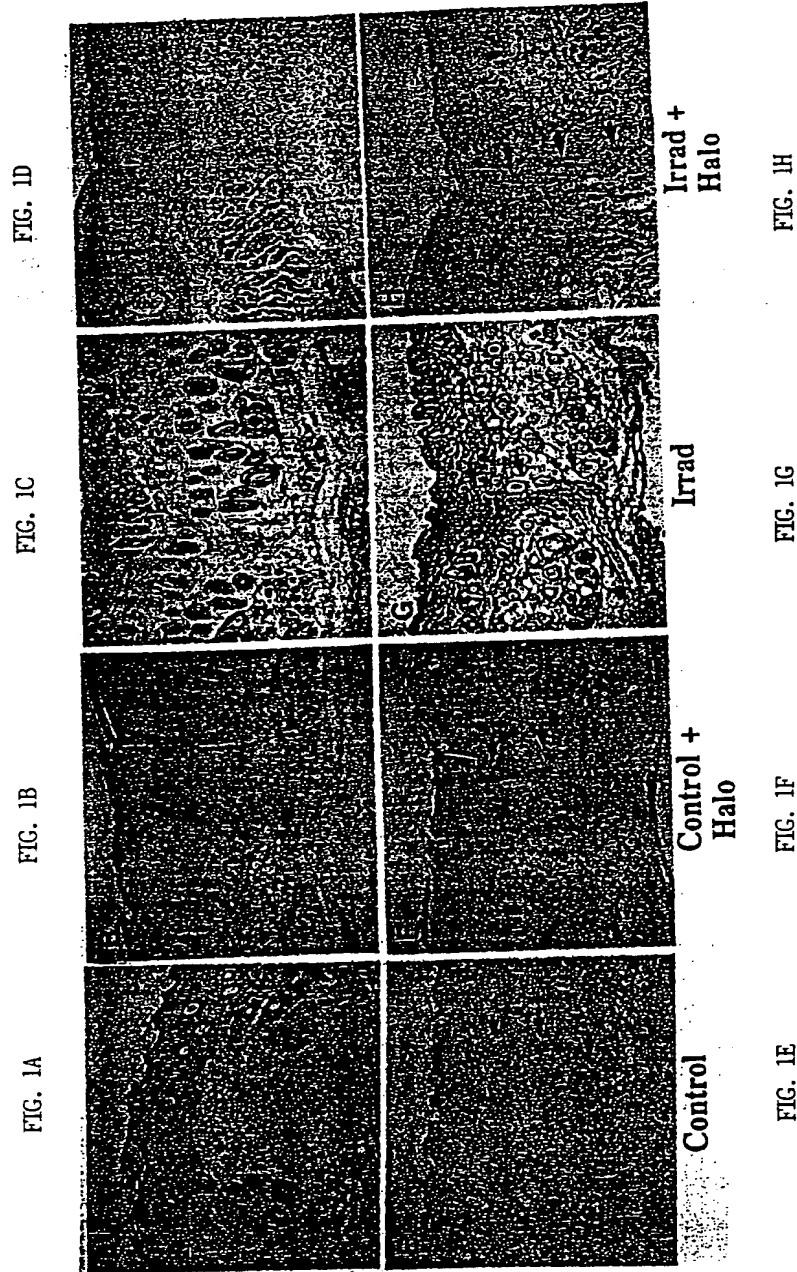 FIG. 1A
FIG. 1B
FIG. 1C
FIG. 1D
G
H
Control
Control +
Halo
Irrad
Irrad +
Halo
FIG. 1E
FIG. 1F
FIG. 1G
FIG. 1H